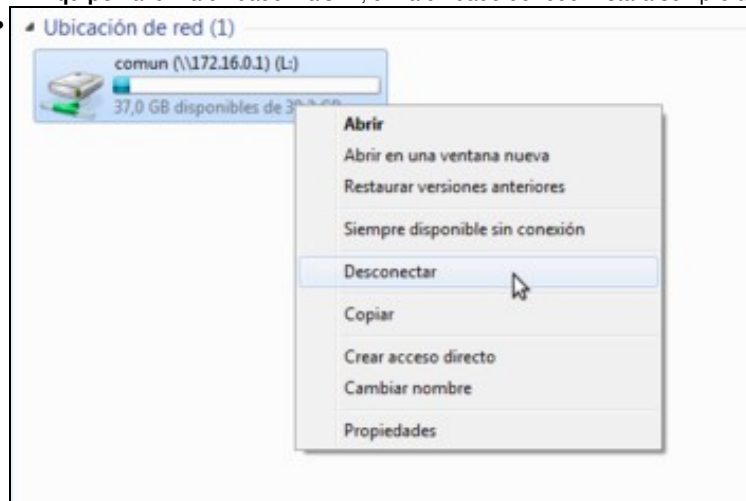 Ubicación de red (1)
comun (\\172.16.0.1) (L:)
37,0 GB disponibles de
Abrir
Abrir en una ventana nueva
Restaurar versiones anteriores
Siempre disponible sin conexión
Desconectar
Copiar
Crear acceso directo
Cambiar nombre
Propiedades